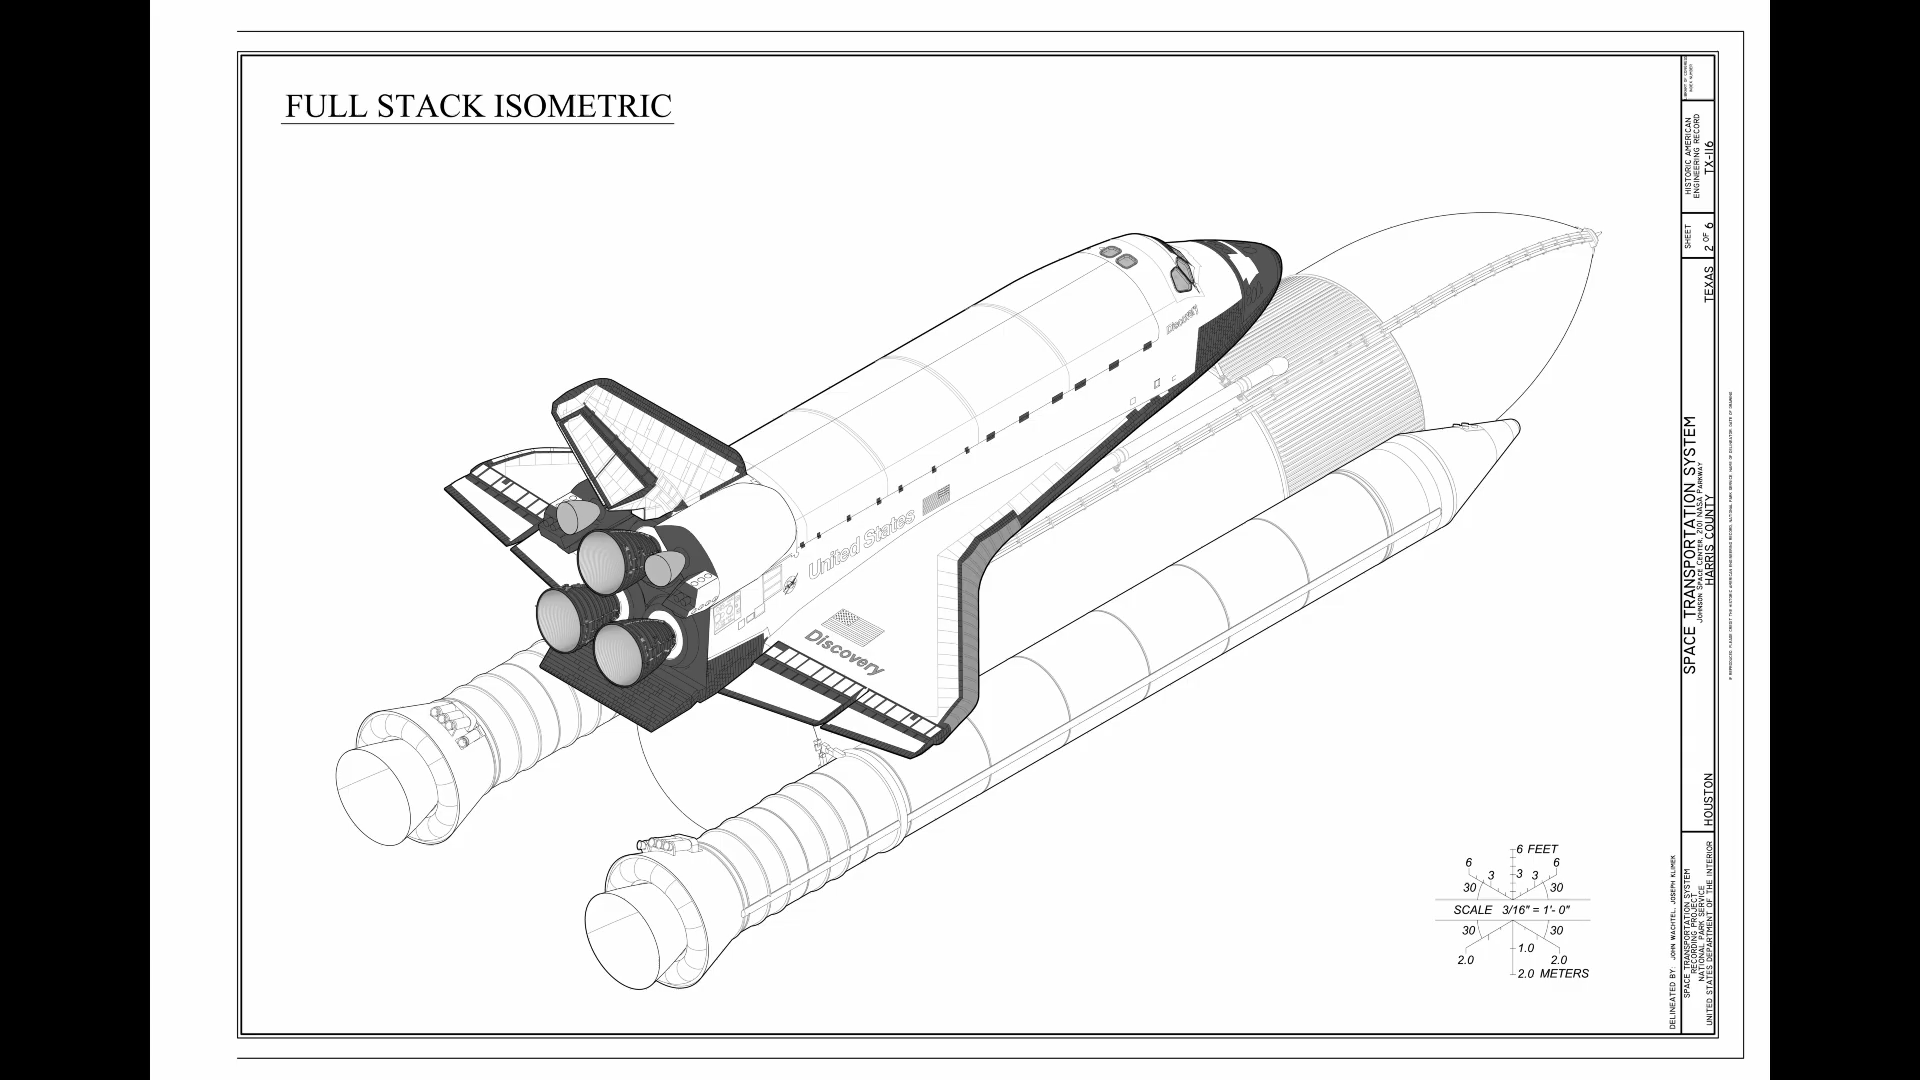 FULL STACK ISOMETRIC
Discovery
United States
Discovery
6 FEET
6
6
3
3
3
30
30
SCALE 3/16" = 1'- 0"
30
30
1.0
2.0
2.0
2.0 METERS
HISTORIC AMERICAN
ENGINEERING RECORD
TX-116
SHEET
2 OF 6
TEXAS
SPACE TRANSPORTATION SYSTEM
JOHNSON SPACE CENTER, 2101 NASA PARKWAY
HARRIS COUNTY
HOUSTON
DELINEATED BY: JOHN WACHTEL, JOSEPH KLIMEK
SPACE TRANSPORTATION SYSTEM
RECORDING PROJECT
NATIONAL PARK SERVICE
UNITED STATES DEPARTMENT OF THE INTERIOR